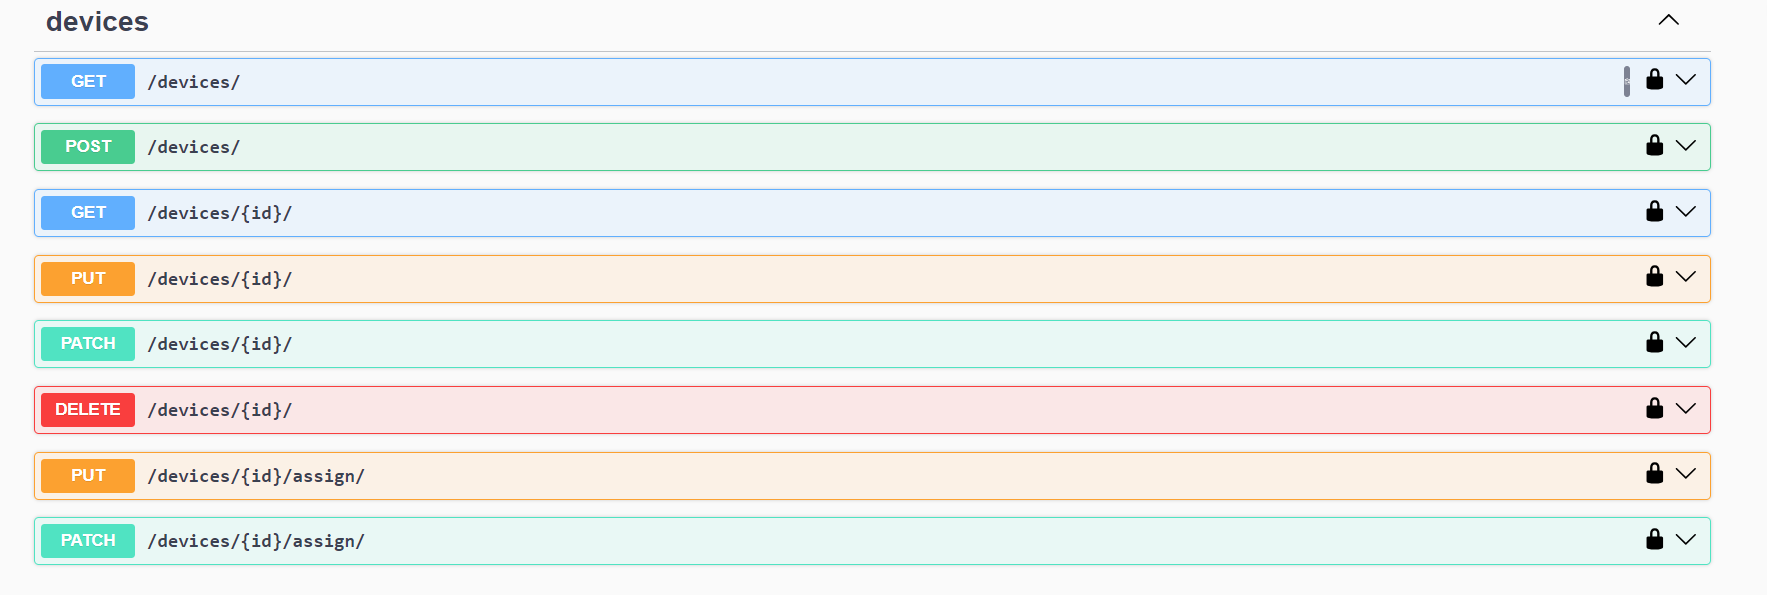 devices
GET /devices/
POST /devices/
GET /devices/{id}/
PUT /devices/{id}/
PATCH /devices/{id}/
DELETE /devices/{id}/
PUT /devices/{id}/assign/
PATCH /devices/{id}/assign/